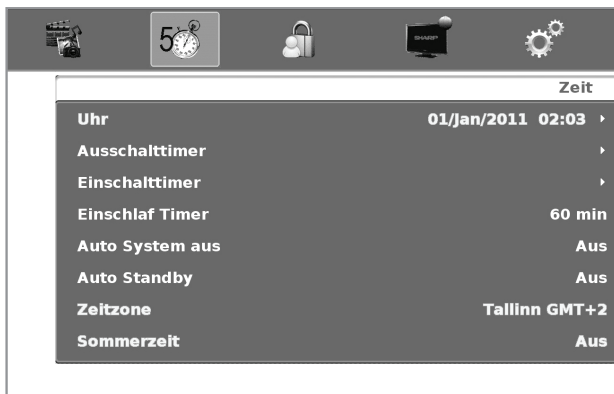 5
SHARP
Zeit
Uhr 01/Jan/2011 02:03
Ausschalttimer
Einschalttimer
Einschlaf Timer 60 min
Auto System aus Aus
Auto Standby Aus
Zeitzone Tallinn GMT+2
Sommerzeit Aus